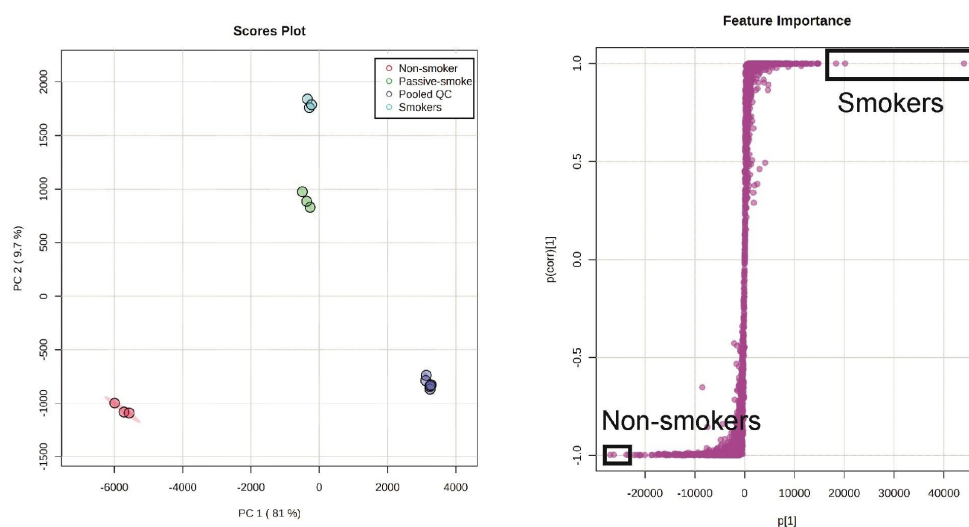 Scores Plot
2000
1500
1000
500
0
-500
-1000
-1500
PC 2 ( 9.7 %)
Non-smoker
Passive-smoke
Pooled QC
Smokers
-6000 -4000 -2000 0 2000 4000
PC 1 ( 81 %)
Feature Importance
1.0
0.5
0.0
-0.5
-1.0
p(corr)[1]
Smokers
Non-smokers
-20000 -10000 0 10000 20000 30000 40000
p[1]